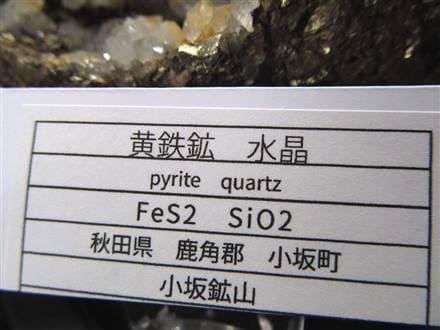 黄鉄鉱　水晶
pyrite quartz
FeS2 SiO2
秋田県　鹿角郡　小坂町
小坂鉱山